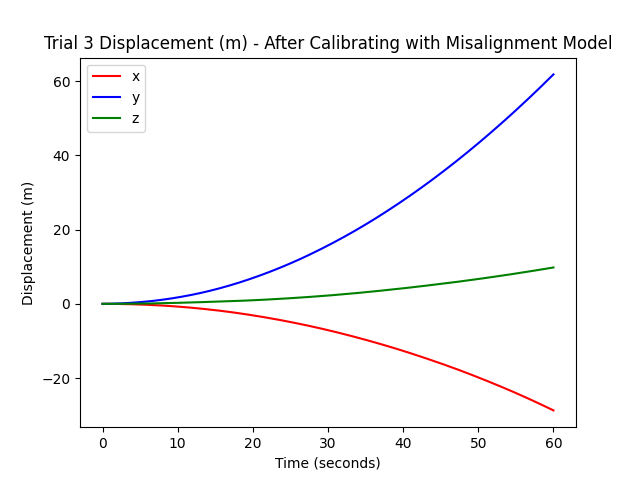 Trial 3 Displacement (m) - After Calibrating with Misalignment Model
x
y
z
60
40
20
0
−20
Displacement (m)
0 10 20 30 40 50 60
Time (seconds)